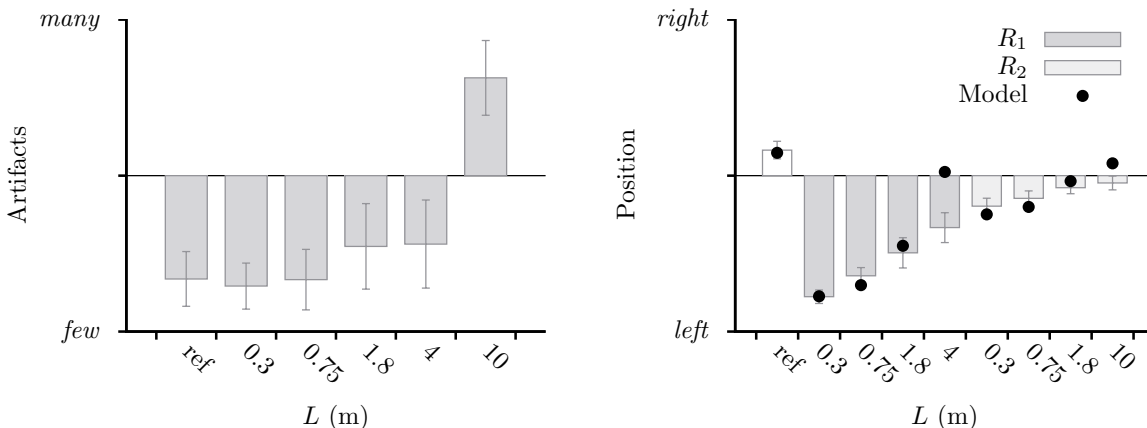 many
Artifacts
few
ref
0.3
0.75
1.8
4
10
L (m)
right
R1
R2
Model
Position
left
ref
0.3
0.75
1.8
4
0.3
0.75
1.8
10
L (m)